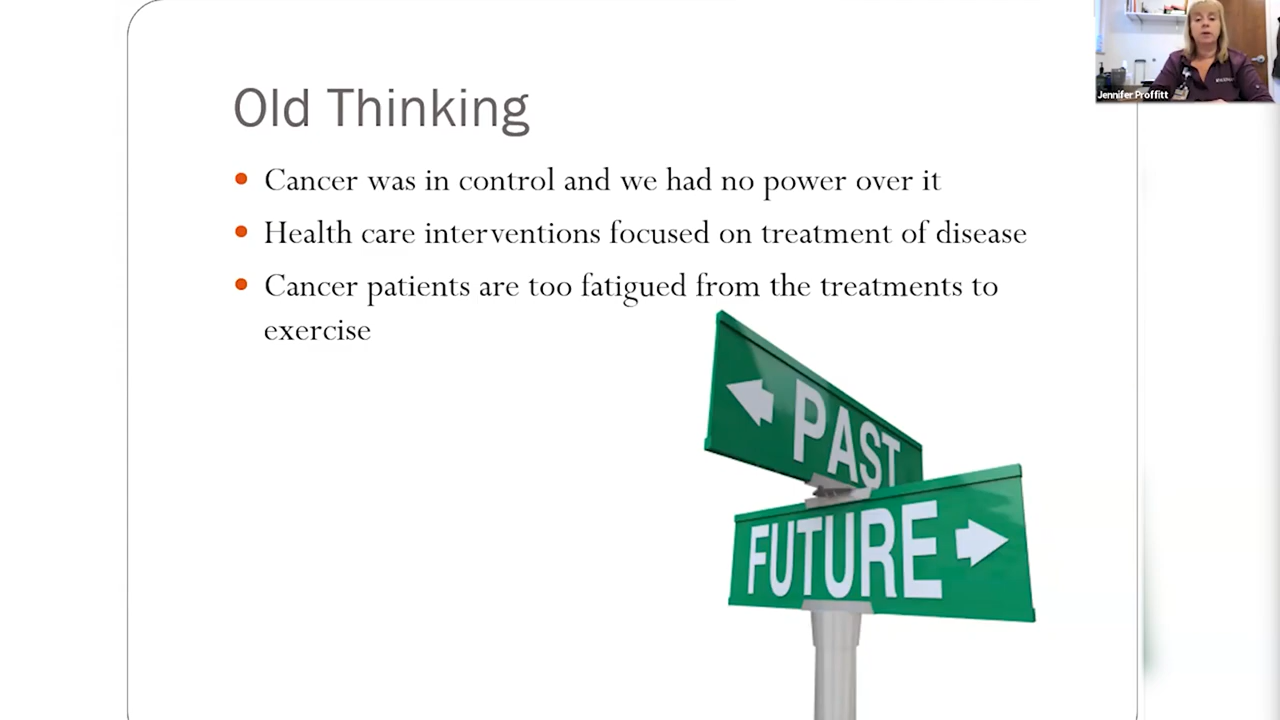 Old Thinking
Cancer was in control and we had no power over it
Health care interventions focused on treatment of disease
Cancer patients are too fatigued from the treatments to
exercise
PAST
FUTURE
Jennifer Proffitt